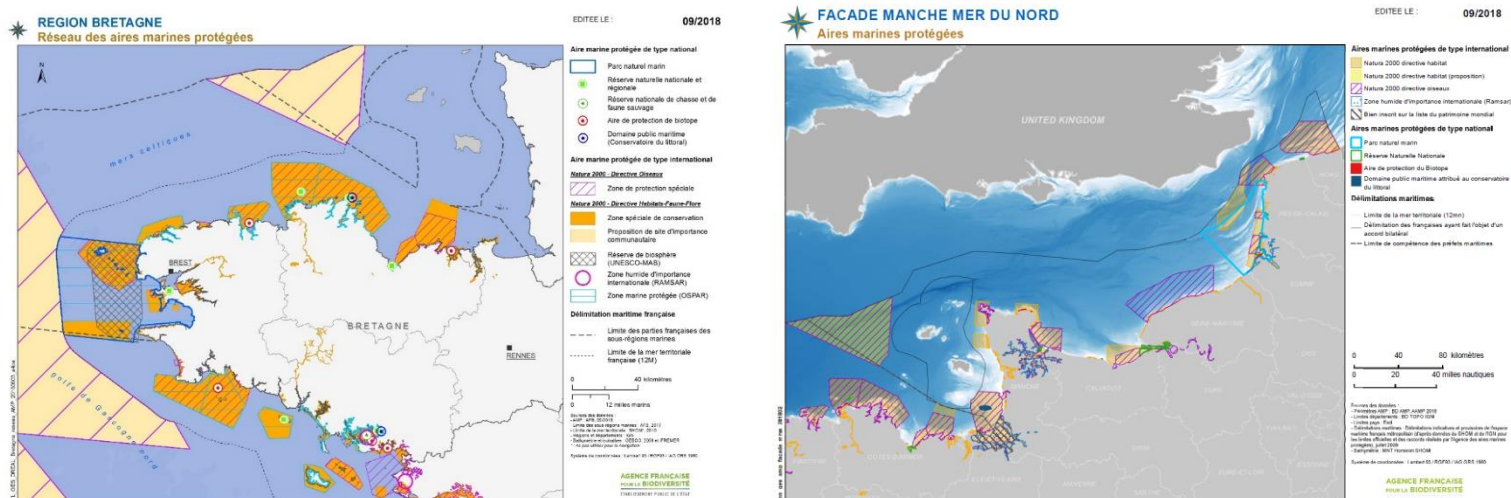 REGION BRETAGNE
Réseau des aires marines protégées
EDITEE LE :
09/2018
N
mers celtiques
BREST
BRETAGNE
RENNES
golfe de Gascogne nord
Aire marine protégée de type national
Parc naturel marin
Réserve naturelle nationale et
régionale
Réserve nationale de chasse et de
faune sauvage
Aire de protection de biotope
Domaine public maritime
(Conservatoire du littoral)
Aire marine protégée de type international
Natura 2000 - Directive Oiseaux
Zone de protection spéciale
Natura 2000 - Directive Habitats-Faune-Flore
Zone spéciale de conservation
Proposition de site d'importance
communautaire
Réserve de biosphère
(UNESCO-MAB)
Zone humide d'importance
internationale (RAMSAR)
Zone marine protégée (OSPAR)
Délimitation maritime française
Limite des parties françaises des
sous-régions marines
Limite de la mer territoriale
française (12M)
0 40 kilomètres
0 12 milles marins
AGENCE FRANÇAISE
POUR LA BIODIVERSITÉ
FACADE MANCHE MER DU NORD
Aires marines protégées
EDITEE LE :
09/2018
UNITED KINGDOM
MANCHE
CALVADOS
SEINE-MARITIME
SOMME
Aires marines protégées de type international
Natura 2000 directive habitat
Natura 2000 directive habitat (proposition)
Natura 2000 directive oiseaux
Zone humide d'importance internationale (Ramsar)
Bien inscrit sur la liste du patrimoine mondial
Aires marines protégées de type national
Parc naturel marin
Réserve Naturelle Nationale
Aire de protection du Biotope
Domaine public maritime attribué au conservatoire
du littoral
Délimitations maritimes
Limite de la mer territoriale (12mn)
Délimitation des françaises ayant fait l'objet d'un
accord bilatéral
Limite de compétence des préfets maritimes
0 40 80 kilomètres
0 20 40 milles nautiques
AGENCE FRANÇAISE
POUR LA BIODIVERSITÉ